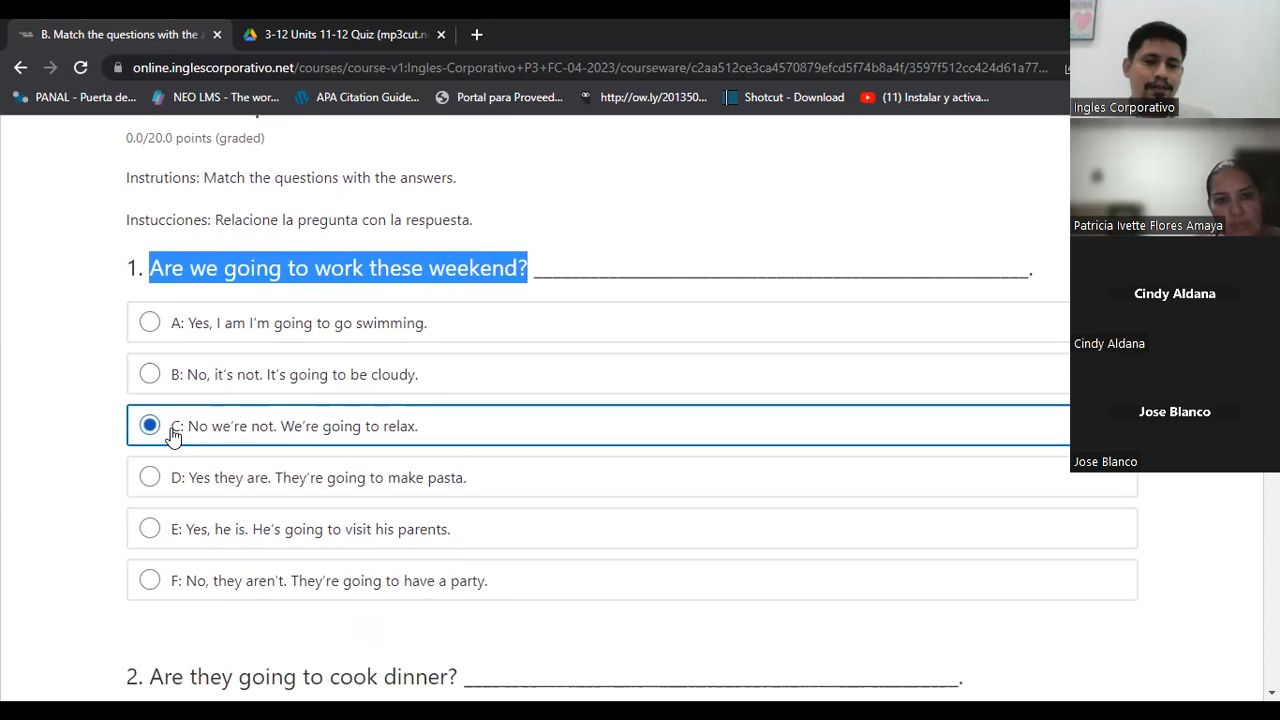 B. Match the questions with the a
3-12 Units 11-12 Quiz (mp3cut.n
online.inglescorporativo.net/courses/course-v1:Ingles-Corporativo+P3+FC-04-2023/courseware/c2aa512ce3ca4570879efcd5f74b8a4f/3597f512cc424d61a77...
PANAL - Puerta de...
NEO LMS - The wor...
APA Citation Guide...
Portal para Proveed...
http://ow.ly/201350...
Shotcut - Download
(11) Instalar y activa...
Ingles Corporativo
Patricia Ivette Flores Amaya
Cindy Aldana
Cindy Aldana
Jose Blanco
Jose Blanco
0.0/20.0 points (graded)
Instrutions: Match the questions with the answers.
Instucciones: Relacione la pregunta con la respuesta.
1. Are we going to work these weekend? ________________________________________.
A: Yes, I am I'm going to go swimming.
B: No, it's not. It's going to be cloudy.
C: No we're not. We're going to relax.
D: Yes they are. They're going to make pasta.
E: Yes, he is. He's going to visit his parents.
F: No, they aren't. They're going to have a party.
2. Are they going to cook dinner? ________________________________________.